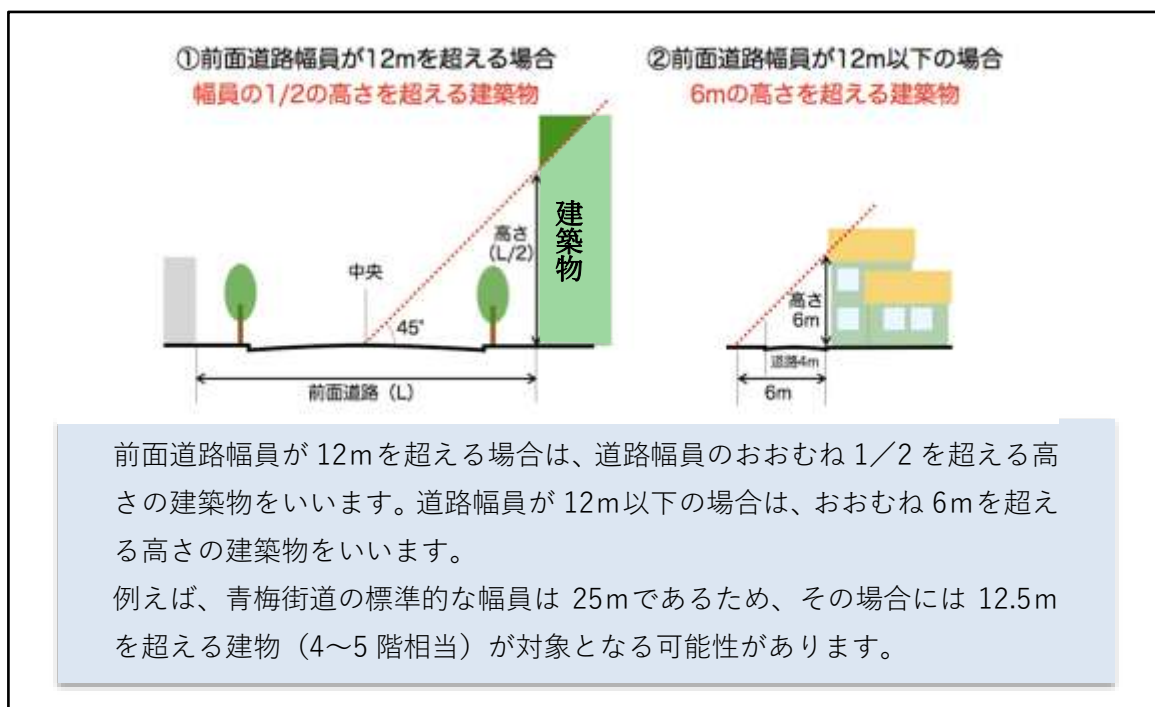 ①前面道路幅員が12mを超える場合
幅員の1/2の高さを超える建築物
中央
45°
高さ
(L/2)
建築物
前面道路（L）
②前面道路幅員が12m以下の場合
6mの高さを超える建築物
高さ
6m
道路4m
6m
前面道路幅員が 12mを超える場合は、道路幅員のおおむね 1／2 を超える高
さの建築物をいいます。道路幅員が 12m以下の場合は、おおむね 6mを超え
る高さの建築物をいいます。
例えば、青梅街道の標準的な幅員は 25mであるため、その場合には 12.5m
を超える建物（4～5 階相当）が対象となる可能性があります。